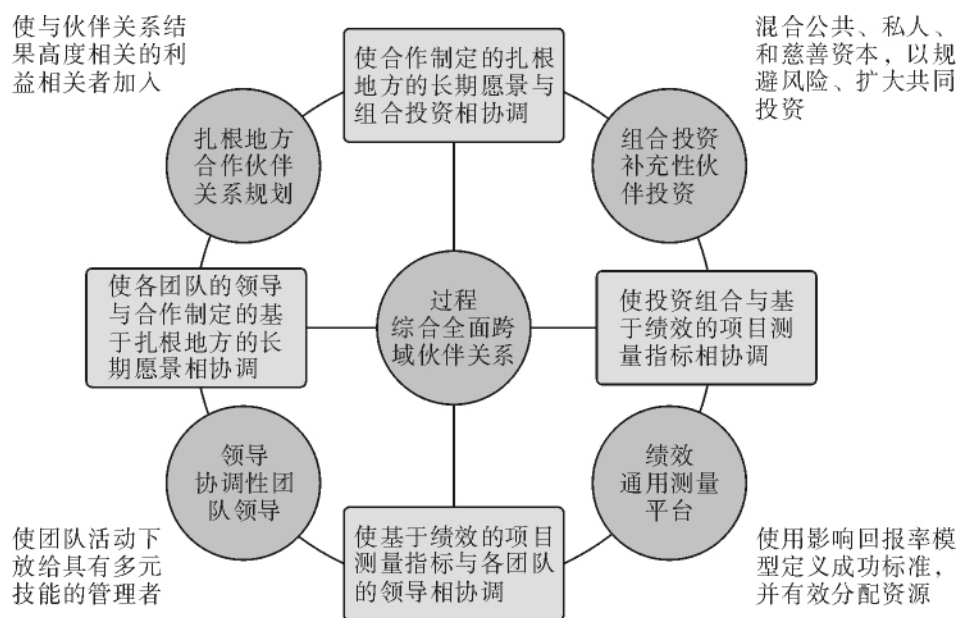 使与伙伴关系结
果高度相关的利
益相关者加入
使合作制定的扎根
地方的长期愿景与
组合投资相协调
混合公共、私人、
和慈善资本，以规
避风险、扩大共同
投资
扎根地方
合作伙伴
关系规划
组合投资
补充性伙
伴投资
使各团队的领导
与合作制定的基
于扎根地方的长
期愿景相协调
过程
综合全面跨
域伙伴关系
使投资组合与基
于绩效的项目测
量指标相协调
领导
协调性团
队领导
绩效
通用测量
平台
使团队活动下
放给具有多元
技能的管理者
使基于绩效的项目
测量指标与各团队
的领导相协调
使用影响回报率模
型定义成功标准，
并有效分配资源